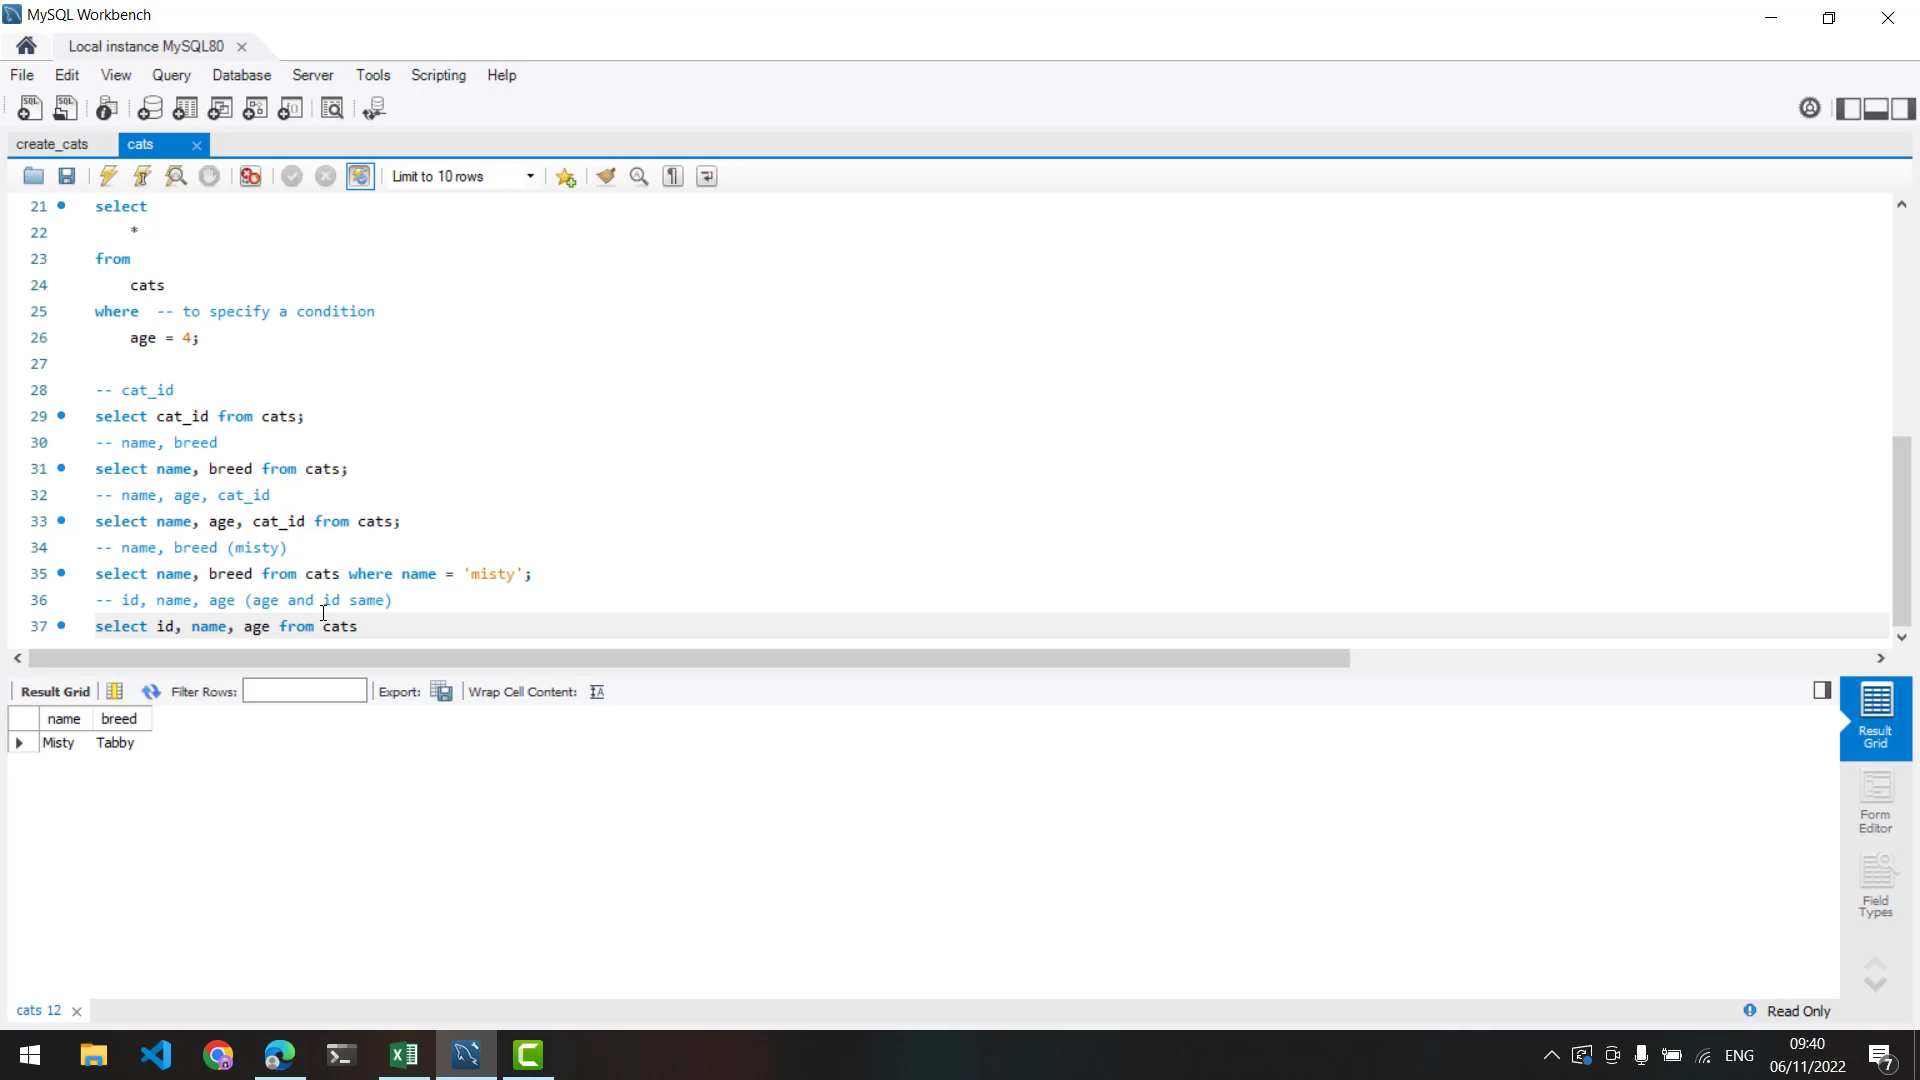 MySQL Workbench
Local instance MySQL80
File Edit View Query Database Server Tools Scripting Help
create_cats cats
Limit to 10 rows
21 select
22 *
23 from
24 cats
25 where -- to specify a condition
26 age = 4;
27
28 -- cat_id
29 select cat_id from cats;
30 -- name, breed
31 select name, breed from cats;
32 -- name, age, cat_id
33 select name, age, cat_id from cats;
34 -- name, breed (misty)
35 select name, breed from cats where name = 'misty';
36 -- id, name, age (age and id same)
37 select id, name, age from cats
Result Grid Filter Rows: Export: Wrap Cell Content:
name breed
Misty Tabby
Result Grid
Form Editor
Field Types
cats 12 Read Only
ENG 09:40
06/11/2022 7